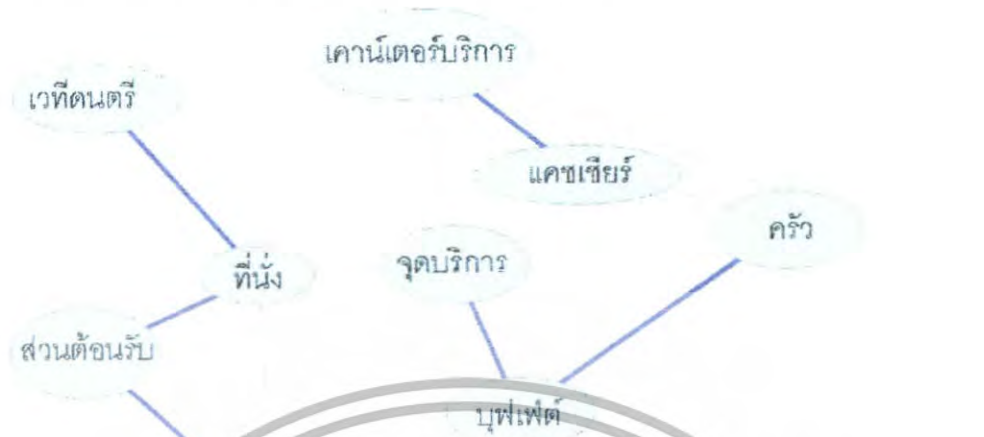 เคาน์เตอร์บริการ
เวทีดนตรี
แคชเชียร์
ครัว
จุดบริการ
ที่นั่ง
ส่วนต้อนรับ
บุฟเฟต์